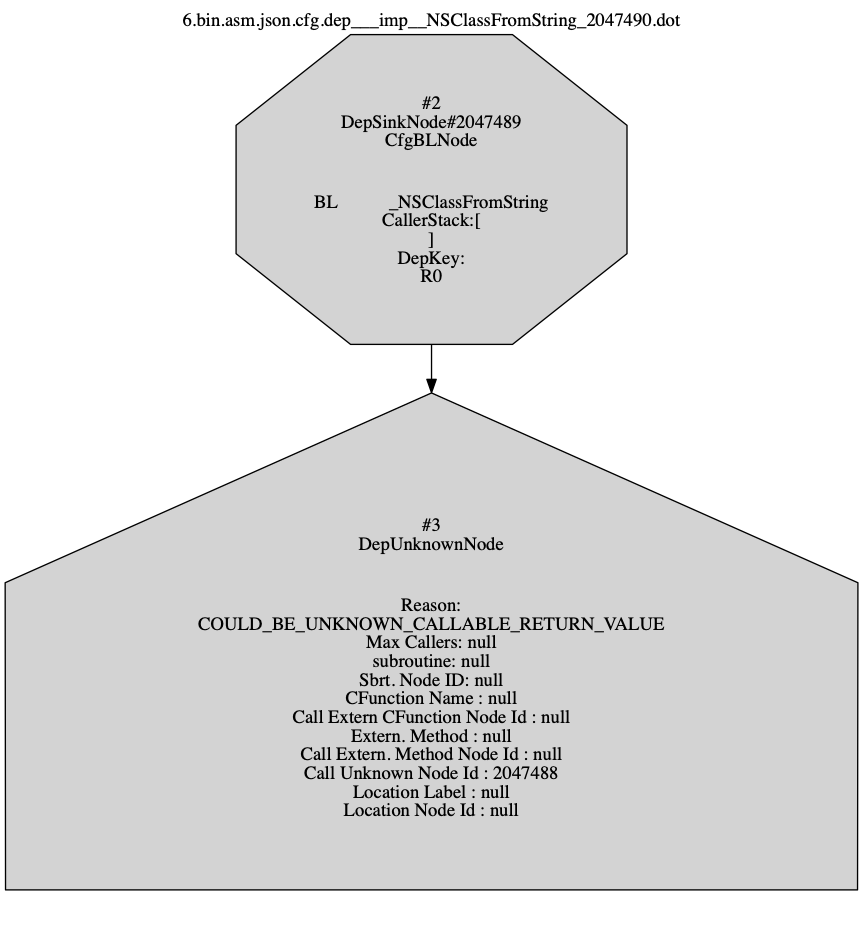 6.bin.asm.json.cfg.dep___imp__NSClassFromString_2047490.dot
#2
DepSinkNode#2047489
CfgBLNode
BL _NSClassFromString
CallerStack:[
]
DepKey:
R0
#3
DepUnknownNode
Reason:
COULD_BE_UNKNOWN_CALLABLE_RETURN_VALUE
Max Callers: null
subroutine: null
Sbrt. Node ID: null
CFunction Name : null
Call Extern CFunction Node Id : null
Extern. Method : null
Call Extern. Method Node Id : null
Call Unknown Node Id : 2047488
Location Label : null
Location Node Id : null